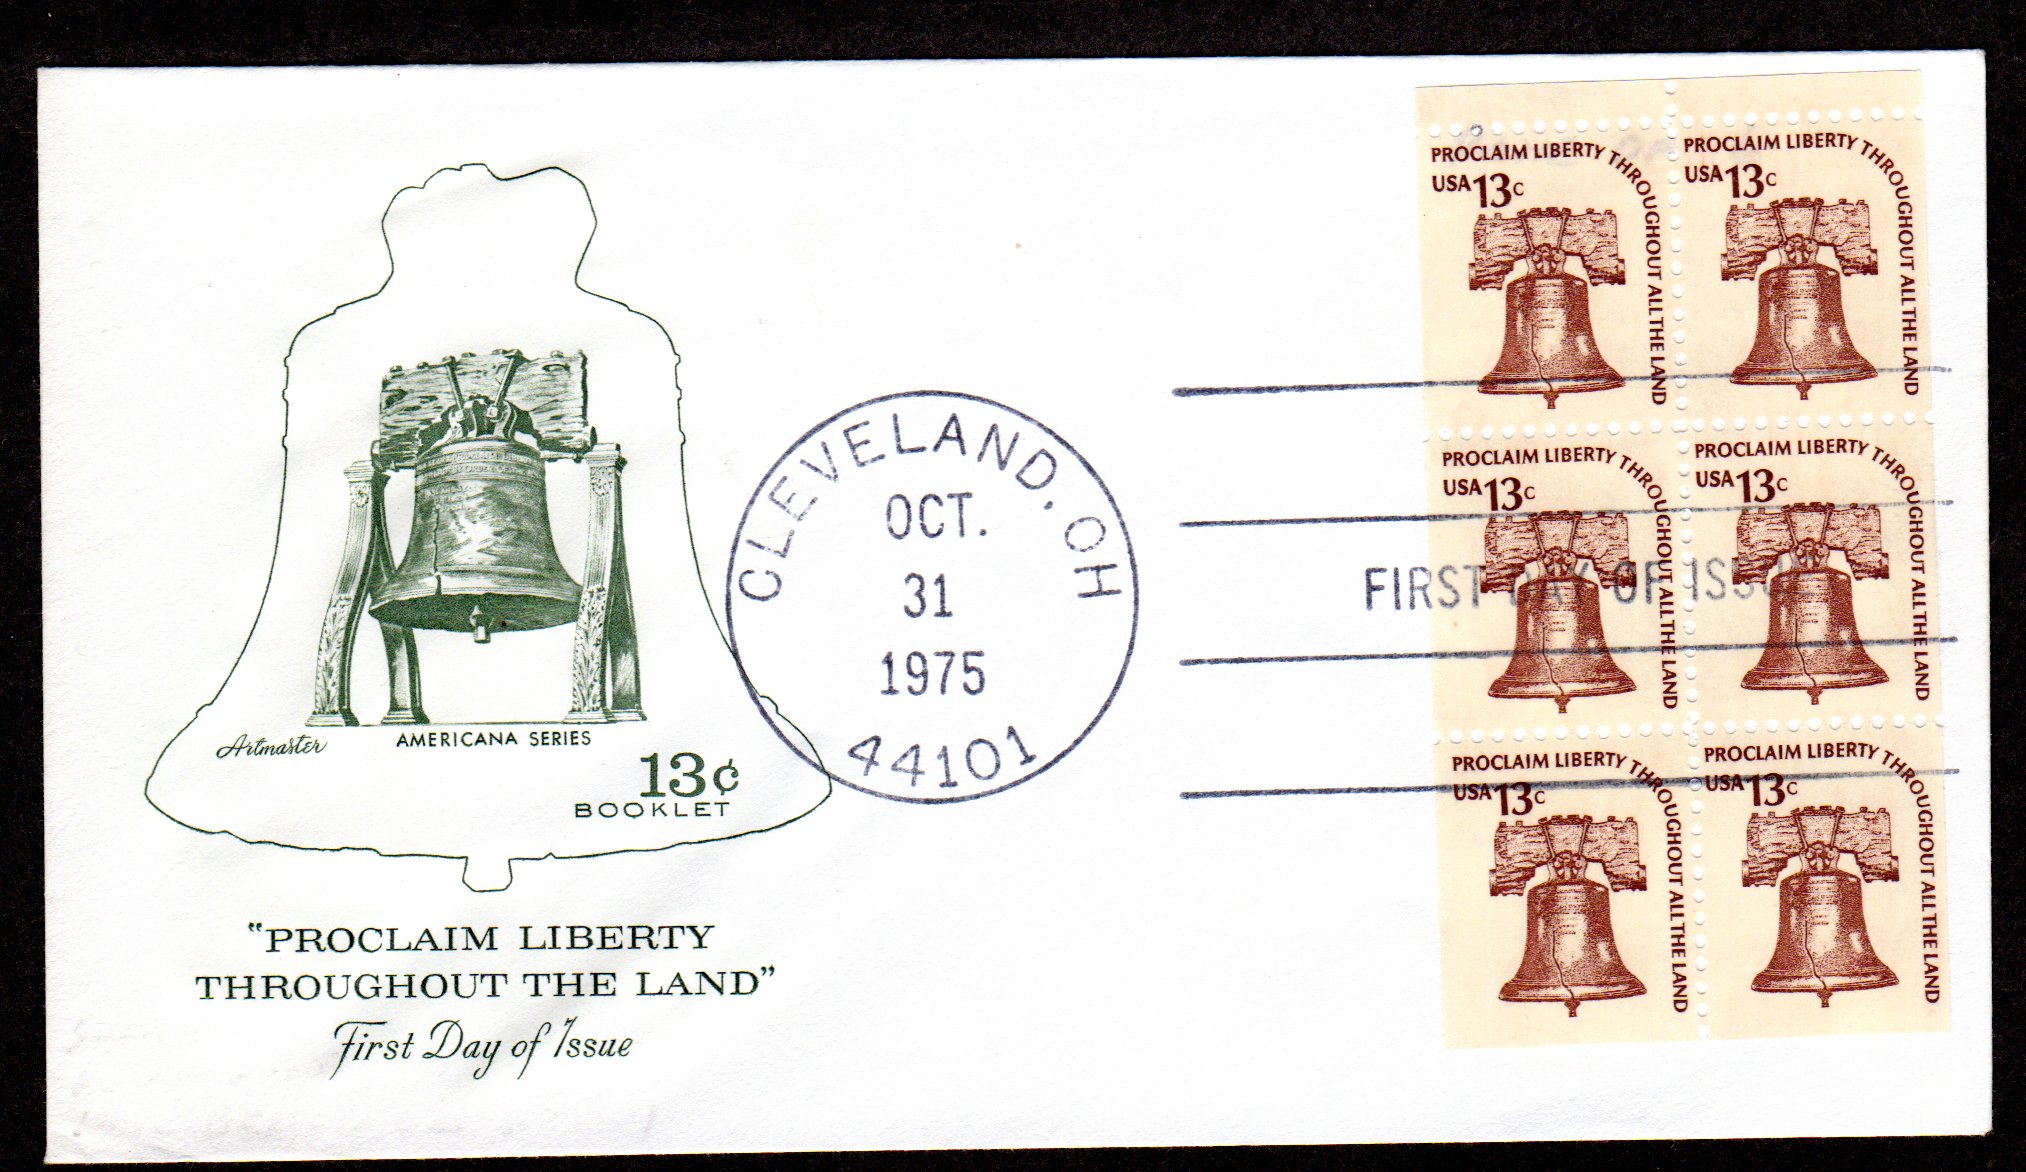 Artmaster
AMERICANA SERIES
13¢
BOOKLET
"PROCLAIM LIBERTY
THROUGHOUT THE LAND"
First Day of Issue
CLEVELAND, OH
OCT.
31
1975
44101
FIRST DAY OF ISSUE
PROCLAIM LIBERTY THROUGHOUT ALL THE LAND
USA 13c
PROCLAIM LIBERTY THROUGHOUT ALL THE LAND
USA 13c
PROCLAIM LIBERTY THROUGHOUT ALL THE LAND
USA 13c
PROCLAIM LIBERTY THROUGHOUT ALL THE LAND
USA 13c
PROCLAIM LIBERTY THROUGHOUT ALL THE LAND
USA 13c
PROCLAIM LIBERTY THROUGHOUT ALL THE LAND
USA 13c